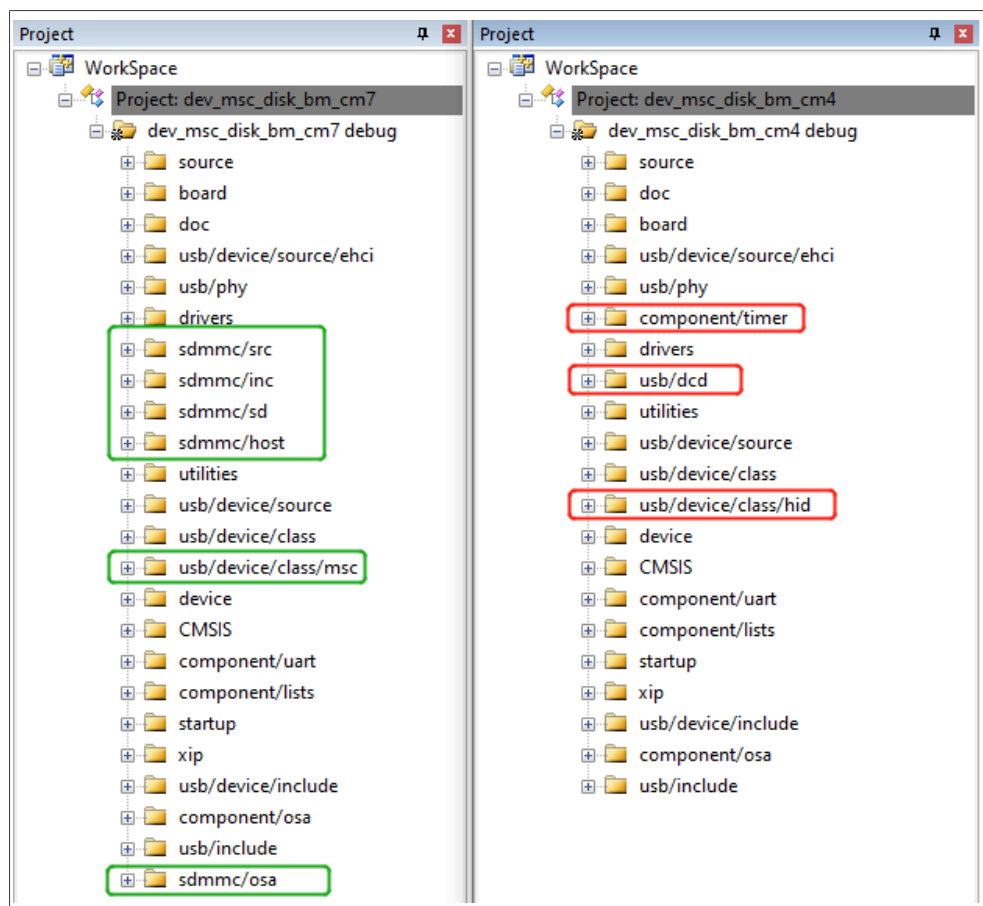 Project
WorkSpace
Project: dev_msc_disk_bm_cm7
dev_msc_disk_bm_cm7 debug
source
board
doc
usb/device/source/ehci
usb/phy
drivers
sdmmc/src
sdmmc/inc
sdmmc/sd
sdmmc/host
utilities
usb/device/source
usb/device/class
usb/device/class/msc
device
CMSIS
component/uart
component/lists
startup
xip
usb/device/include
component/osa
usb/include
sdmmc/osa
Project
WorkSpace
Project: dev_msc_disk_bm_cm4
dev_msc_disk_bm_cm4 debug
source
doc
board
usb/device/source/ehci
usb/phy
component/timer
drivers
usb/dcd
utilities
usb/device/source
usb/device/class
usb/device/class/hid
device
CMSIS
component/uart
component/lists
startup
xip
usb/device/include
component/osa
usb/include